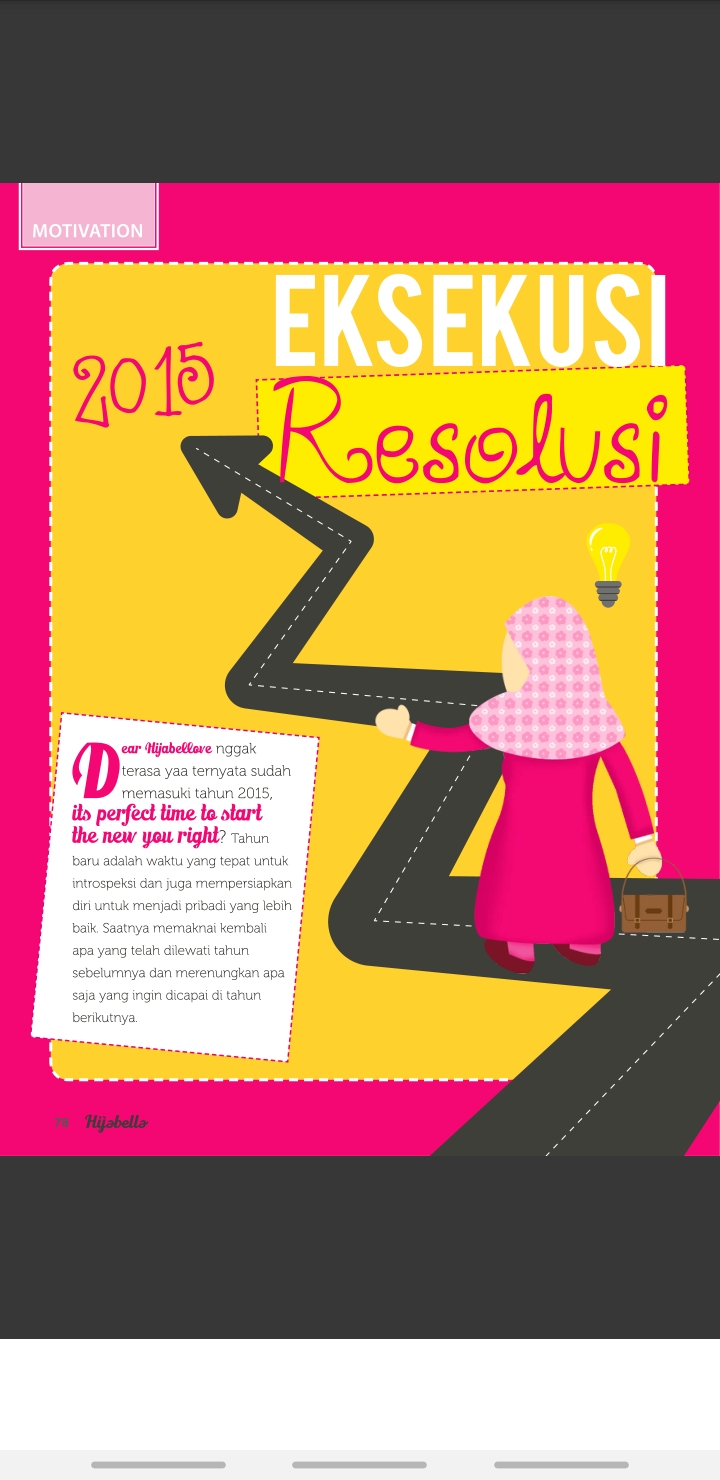 MOTIVATION
EKSEKUSI
2015
Resolusi
Dear Hijabellove nggak
terasa yaa ternyata sudah
memasuki tahun 2015,
its perfect time to start
the new you right? Tahun
baru adalah waktu yang tepat untuk
introspeksi dan juga mempersiapkan
diri untuk menjadi pribadi yang lebih
baik. Saatnya memaknai kembali
apa yang telah dilewati tahun
sebelumnya dan merenungkan apa
saja yang ingin dicapai di tahun
berikutnya.
Hijabella